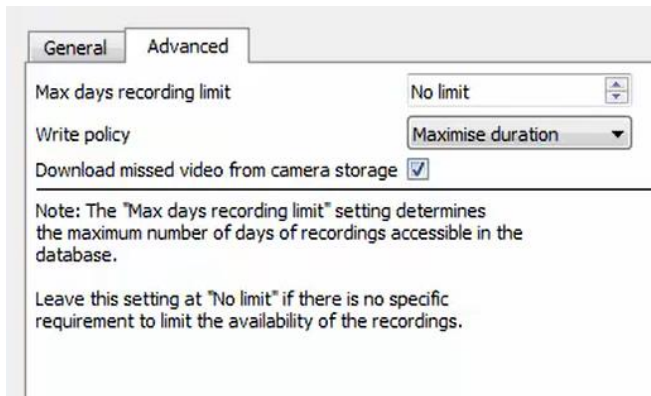 General Advanced
Max days recording limit No limit
Write policy Maximise duration
Download missed video from camera storage
Note: The "Max days recording limit" setting determines
the maximum number of days of recordings accessible in the
database.
Leave this setting at "No limit" if there is no specific
requirement to limit the availability of the recordings.